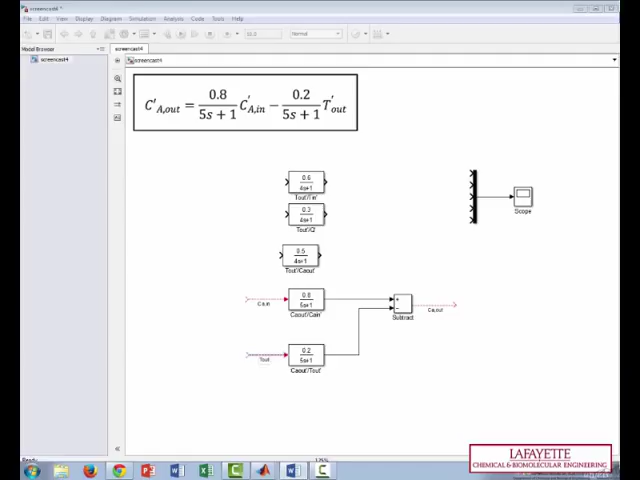 screencast4 *
File Edit View Display Diagram Simulation Analysis Code Tools Help
Normal
Model Browser
screencast4
screencast4
screencast4
C'A,out = 0.8/5s + 1 C'A,in − 0.2/5s + 1 T'out
0.6
4s+1
Tout'/Tin'
0.3
4s+1
Tout'/Q'
0.5
4s+1
Tout'/Caout'
Scope
0.8
5s+1
Caout'/Cain'
Ca,in
+
−
Subtract
Ca,out
0.2
5s+1
Caout'/Tout'
Tout
Ready
125%
LAFAYETTE
CHEMICAL & BIOMOLECULAR ENGINEERING